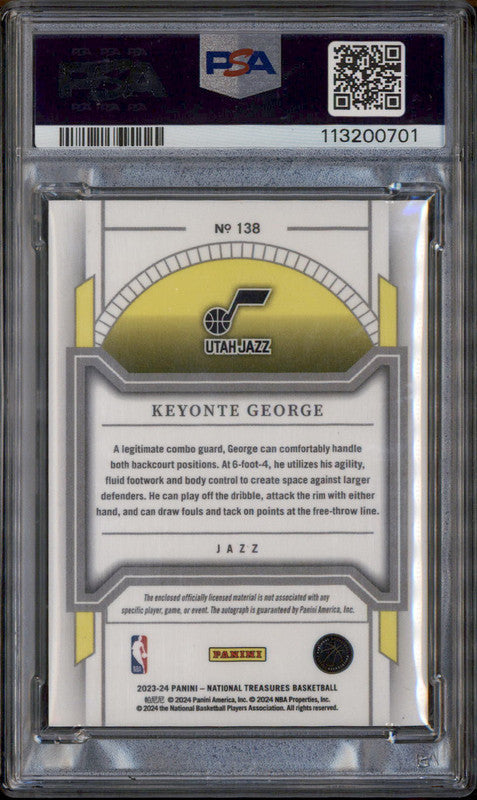 PSA
PSA
113200701
Nº 138
UTAH JAZZ
KEYONTE GEORGE
A legitimate combo guard, George can comfortably handle
both backcourt positions. At 6-foot-4, he utilizes his agility,
fluid footwork and body control to create space against larger
defenders. He can play off the dribble, attack the rim with either
hand, and can draw fouls and tack on points at the free-throw line.
JAZZ
The enclosed officially licensed material is not associated with any
specific player, game, or event. The autograph is guaranteed by Panini America, Inc.
NBA
PANINI
2023-24 PANINI – NATIONAL TREASURES BASKETBALL
帕尼尼 © 2024 Panini America, Inc. © 2024 NBA Properties, Inc.
© 2024 the National Basketball Players Association. All rights reserved.